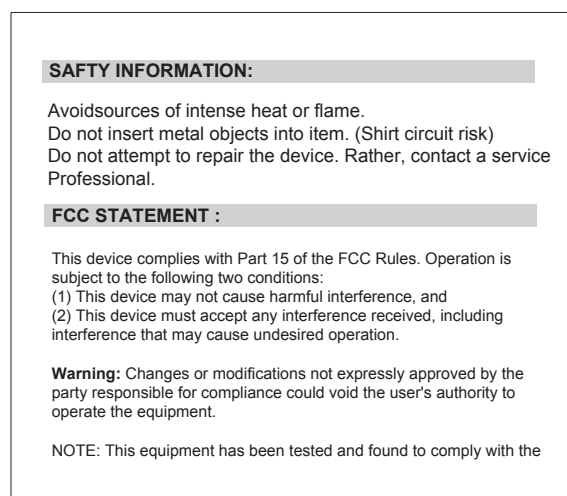 SAFTY INFORMATION:
Avoidsources of intense heat or flame.
Do not insert metal objects into item. (Shirt circuit risk)
Do not attempt to repair the device. Rather, contact a service
Professional.
FCC STATEMENT :
This device complies with Part 15 of the FCC Rules. Operation is
subject to the following two conditions:
(1) This device may not cause harmful interference, and
(2) This device must accept any interference received, including
interference that may cause undesired operation.
Warning: Changes or modifications not expressly approved by the
party responsible for compliance could void the user's authority to
operate the equipment.
NOTE: This equipment has been tested and found to comply with the